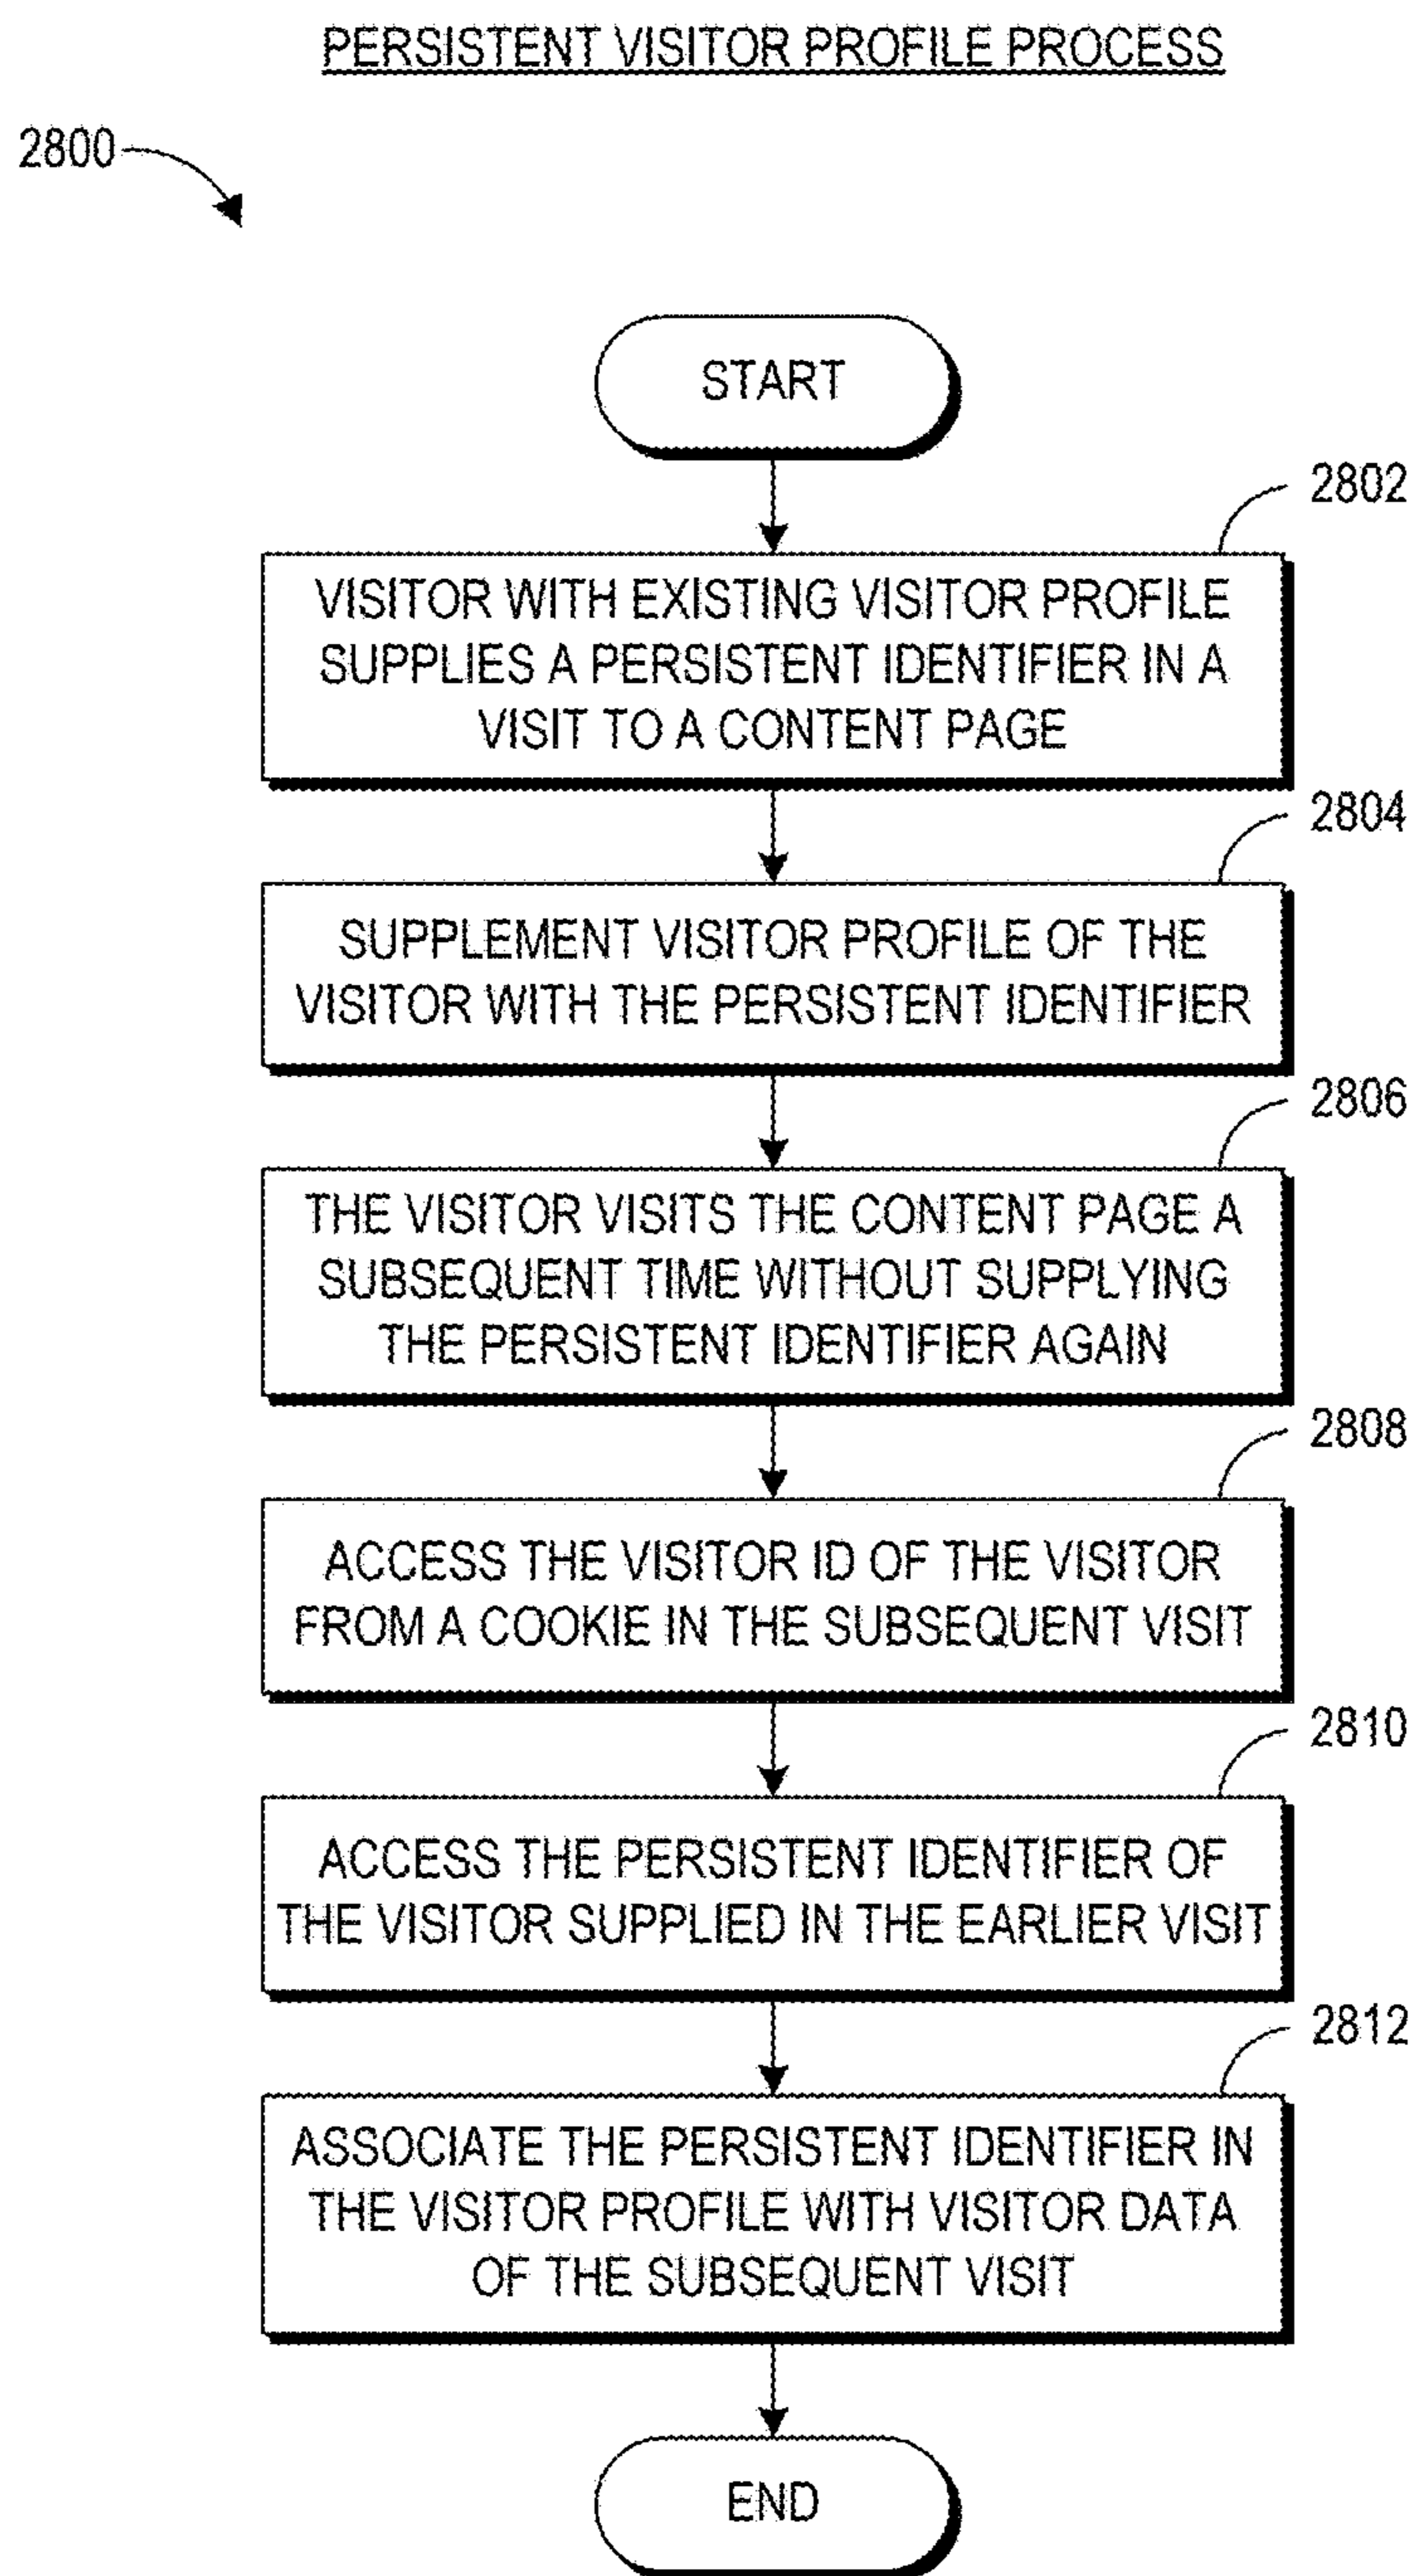 PERSISTENT VISITOR PROFILE PROCESS
2800
START
2802
VISITOR WITH EXISTING VISITOR PROFILE
SUPPLIES A PERSISTENT IDENTIFIER IN A
VISIT TO A CONTENT PAGE
2804
SUPPLEMENT VISITOR PROFILE OF THE
VISITOR WITH THE PERSISTENT IDENTIFIER
2806
THE VISITOR VISITS THE CONTENT PAGE A
SUBSEQUENT TIME WITHOUT SUPPLYING
THE PERSISTENT IDENTIFIER AGAIN
2808
ACCESS THE VISITOR ID OF THE VISITOR
FROM A COOKIE IN THE SUBSEQUENT VISIT
2810
ACCESS THE PERSISTENT IDENTIFIER OF
THE VISITOR SUPPLIED IN THE EARLIER VISIT
2812
ASSOCIATE THE PERSISTENT IDENTIFIER IN
THE VISITOR PROFILE WITH VISITOR DATA
OF THE SUBSEQUENT VISIT
END